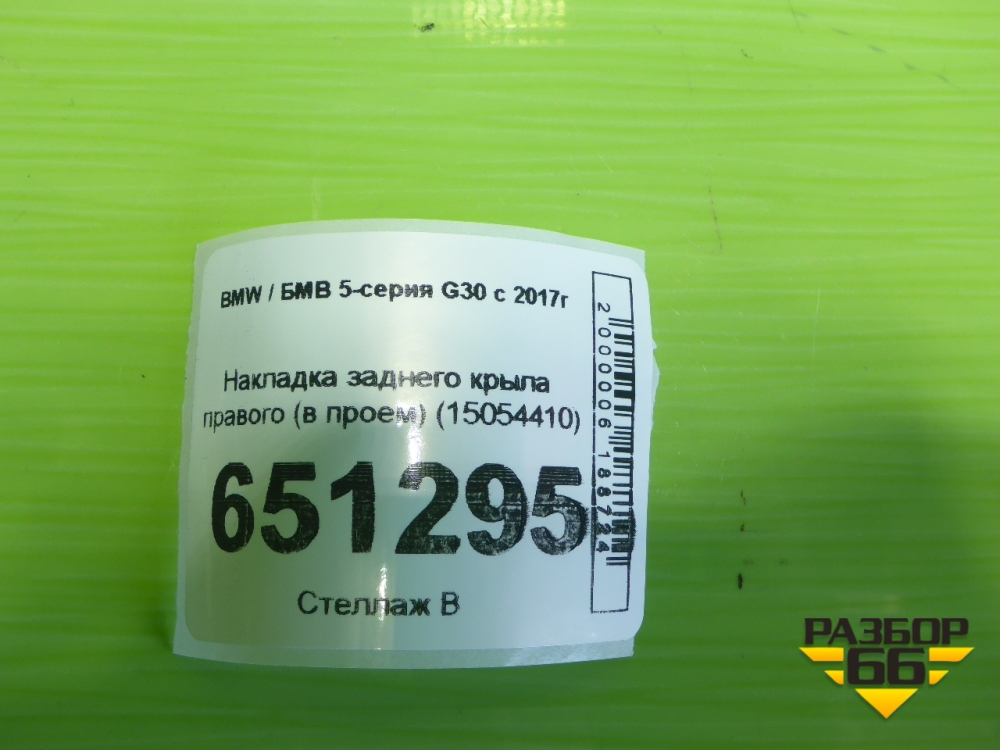 BMW / БМВ 5-серия G30 с 2017г
Накладка заднего крыла
правого (в проем) (15054410)
651295
Стеллаж В
2000006188724
РАЗБОР
66